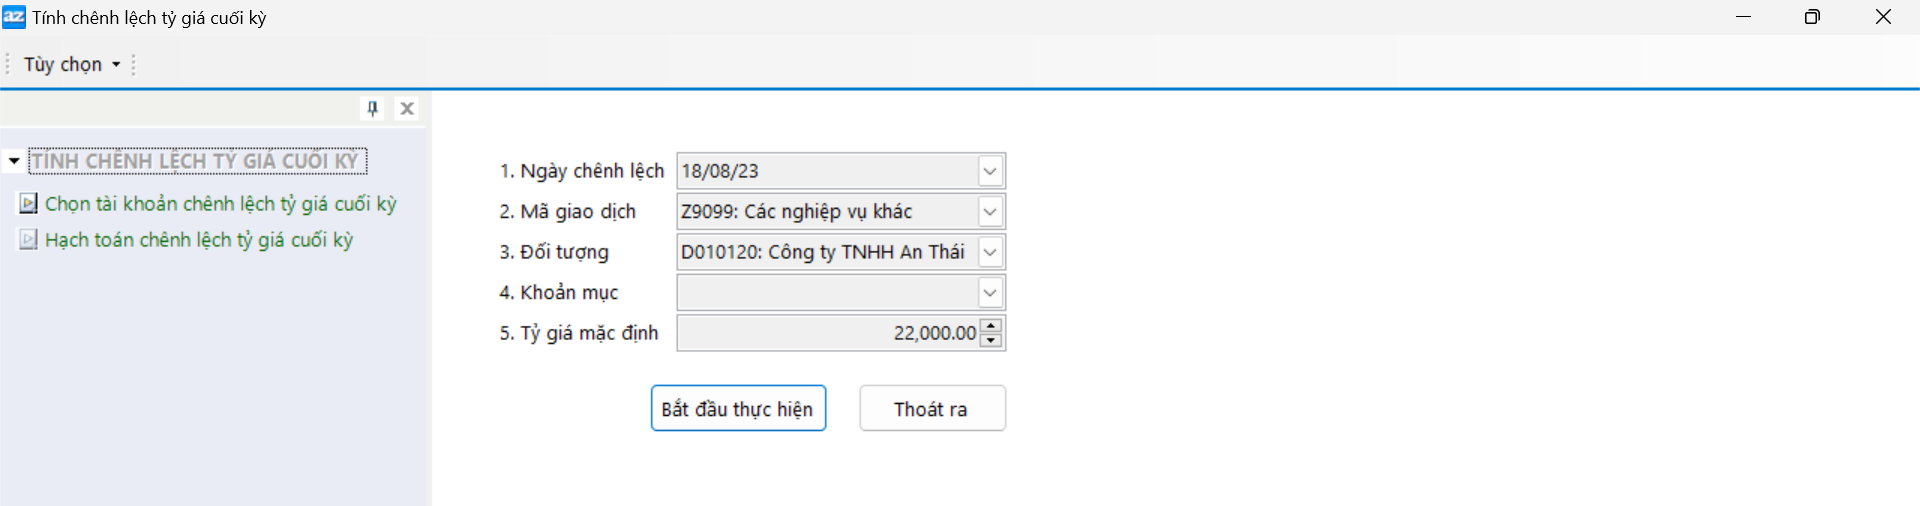 az Tính chênh lệch tỷ giá cuối kỳ
Tùy chọn
TÍNH CHÊNH LỆCH TỶ GIÁ CUỐI KỲ
Chọn tài khoản chênh lệch tỷ giá cuối kỳ
Hạch toán chênh lệch tỷ giá cuối kỳ
1. Ngày chênh lệch 18/08/23
2. Mã giao dịch Z9099: Các nghiệp vụ khác
3. Đối tượng D010120: Công ty TNHH An Thái
4. Khoản mục
5. Tỷ giá mặc định 22,000.00
Bắt đầu thực hiện Thoát ra